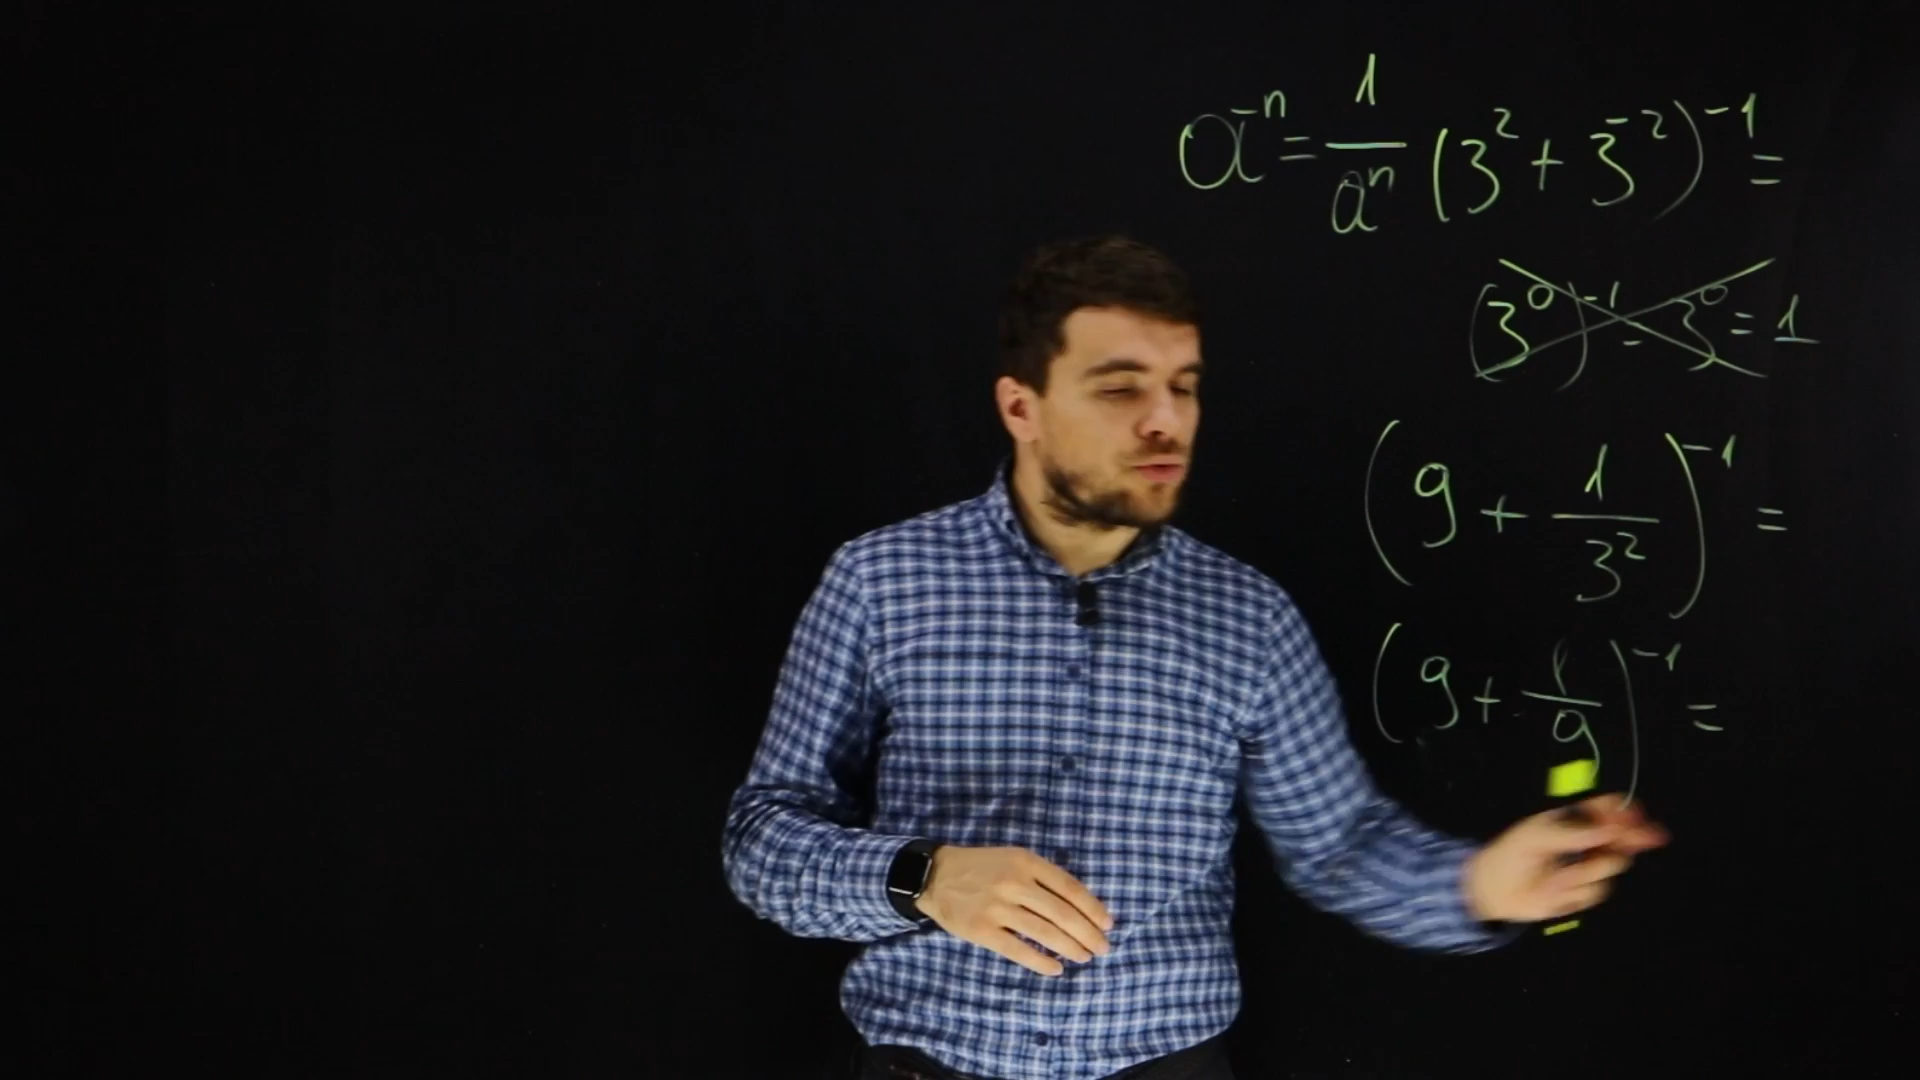 a⁻ⁿ = 1/aⁿ (3² + 3⁻²)⁻¹ =
(3⁰)⁻¹ = 3⁰ = 1
(9 + 1/3²)⁻¹ =
(9 + 1/9)⁻¹ =